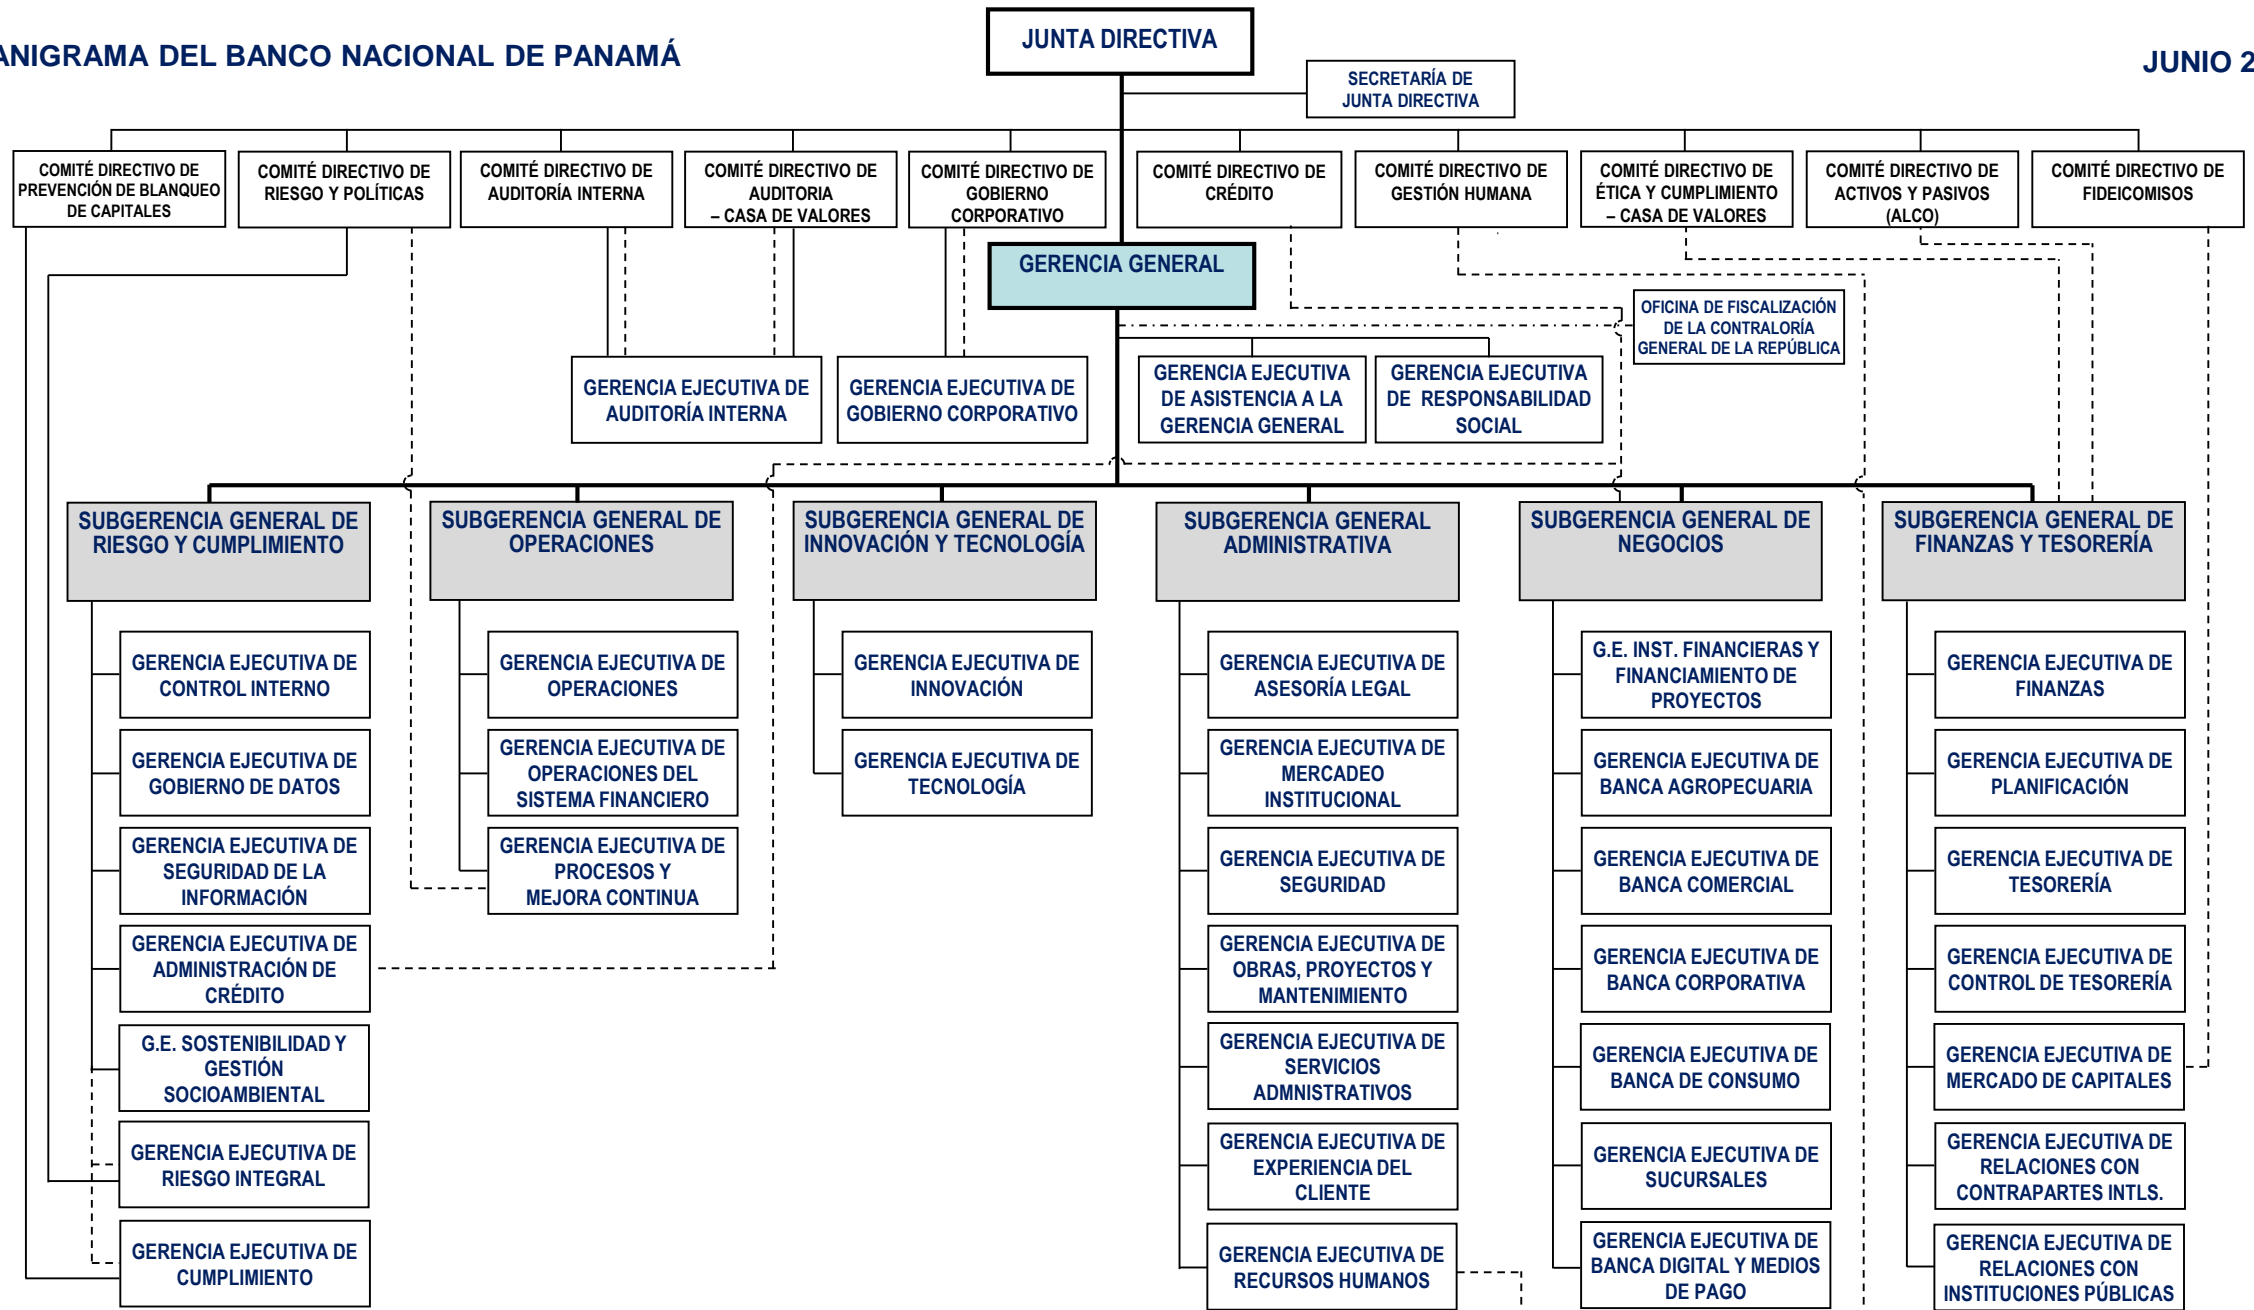 ANIGRAMA DEL BANCO NACIONAL DE PANAMÁ
JUNTA DIRECTIVA
JUNIO 2
SECRETARÍA DE
JUNTA DIRECTIVA
COMITÉ DIRECTIVO DE
PREVENCIÓN DE BLANQUEO
DE CAPITALES
COMITÉ DIRECTIVO DE
RIESGO Y POLÍTICAS
COMITÉ DIRECTIVO DE
AUDITORÍA INTERNA
COMITÉ DIRECTIVO DE
AUDITORIA
– CASA DE VALORES
COMITÉ DIRECTIVO DE
GOBIERNO
CORPORATIVO
COMITÉ DIRECTIVO DE
CRÉDITO
COMITÉ DIRECTIVO DE
GESTIÓN HUMANA
COMITÉ DIRECTIVO DE
ÉTICA Y CUMPLIMIENTO
– CASA DE VALORES
COMITÉ DIRECTIVO DE
ACTIVOS Y PASIVOS
(ALCO)
COMITÉ DIRECTIVO DE
FIDEICOMISOS
GERENCIA GENERAL
OFICINA DE FISCALIZACIÓN
DE LA CONTRALORÍA
GENERAL DE LA REPÚBLICA
GERENCIA EJECUTIVA DE
AUDITORÍA INTERNA
GERENCIA EJECUTIVA DE
GOBIERNO CORPORATIVO
GERENCIA EJECUTIVA
DE ASISTENCIA A LA
GERENCIA GENERAL
GERENCIA EJECUTIVA
DE RESPONSABILIDAD
SOCIAL
SUBGERENCIA GENERAL DE
RIESGO Y CUMPLIMIENTO
GERENCIA EJECUTIVA DE
CONTROL INTERNO
GERENCIA EJECUTIVA DE
GOBIERNO DE DATOS
GERENCIA EJECUTIVA DE
SEGURIDAD DE LA
INFORMACIÓN
GERENCIA EJECUTIVA DE
ADMINISTRACIÓN DE
CRÉDITO
G.E. SOSTENIBILIDAD Y
GESTIÓN
SOCIOAMBIENTAL
GERENCIA EJECUTIVA DE
RIESGO INTEGRAL
GERENCIA EJECUTIVA DE
CUMPLIMIENTO
SUBGERENCIA GENERAL DE
OPERACIONES
GERENCIA EJECUTIVA DE
OPERACIONES
GERENCIA EJECUTIVA DE
OPERACIONES DEL
SISTEMA FINANCIERO
GERENCIA EJECUTIVA DE
PROCESOS Y
MEJORA CONTINUA
SUBGERENCIA GENERAL DE
INNOVACIÓN Y TECNOLOGÍA
GERENCIA EJECUTIVA DE
INNOVACIÓN
GERENCIA EJECUTIVA DE
TECNOLOGÍA
SUBGERENCIA GENERAL
ADMINISTRATIVA
GERENCIA EJECUTIVA DE
ASESORÍA LEGAL
GERENCIA EJECUTIVA DE
MERCADEO
INSTITUCIONAL
GERENCIA EJECUTIVA DE
SEGURIDAD
GERENCIA EJECUTIVA DE
OBRAS, PROYECTOS Y
MANTENIMIENTO
GERENCIA EJECUTIVA DE
SERVICIOS
ADMNISTRATIVOS
GERENCIA EJECUTIVA DE
EXPERIENCIA DEL
CLIENTE
GERENCIA EJECUTIVA DE
RECURSOS HUMANOS
SUBGERENCIA GENERAL DE
NEGOCIOS
G.E. INST. FINANCIERAS Y
FINANCIAMIENTO DE
PROYECTOS
GERENCIA EJECUTIVA DE
BANCA AGROPECUARIA
GERENCIA EJECUTIVA DE
BANCA COMERCIAL
GERENCIA EJECUTIVA DE
BANCA CORPORATIVA
GERENCIA EJECUTIVA DE
BANCA DE CONSUMO
GERENCIA EJECUTIVA DE
SUCURSALES
GERENCIA EJECUTIVA DE
BANCA DIGITAL Y MEDIOS
DE PAGO
SUBGERENCIA GENERAL DE
FINANZAS Y TESORERÍA
GERENCIA EJECUTIVA DE
FINANZAS
GERENCIA EJECUTIVA DE
PLANIFICACIÓN
GERENCIA EJECUTIVA DE
TESORERÍA
GERENCIA EJECUTIVA DE
CONTROL DE TESORERÍA
GERENCIA EJECUTIVA DE
MERCADO DE CAPITALES
GERENCIA EJECUTIVA DE
RELACIONES CON
CONTRAPARTES INTLS.
GERENCIA EJECUTIVA DE
RELACIONES CON
INSTITUCIONES PÚBLICAS